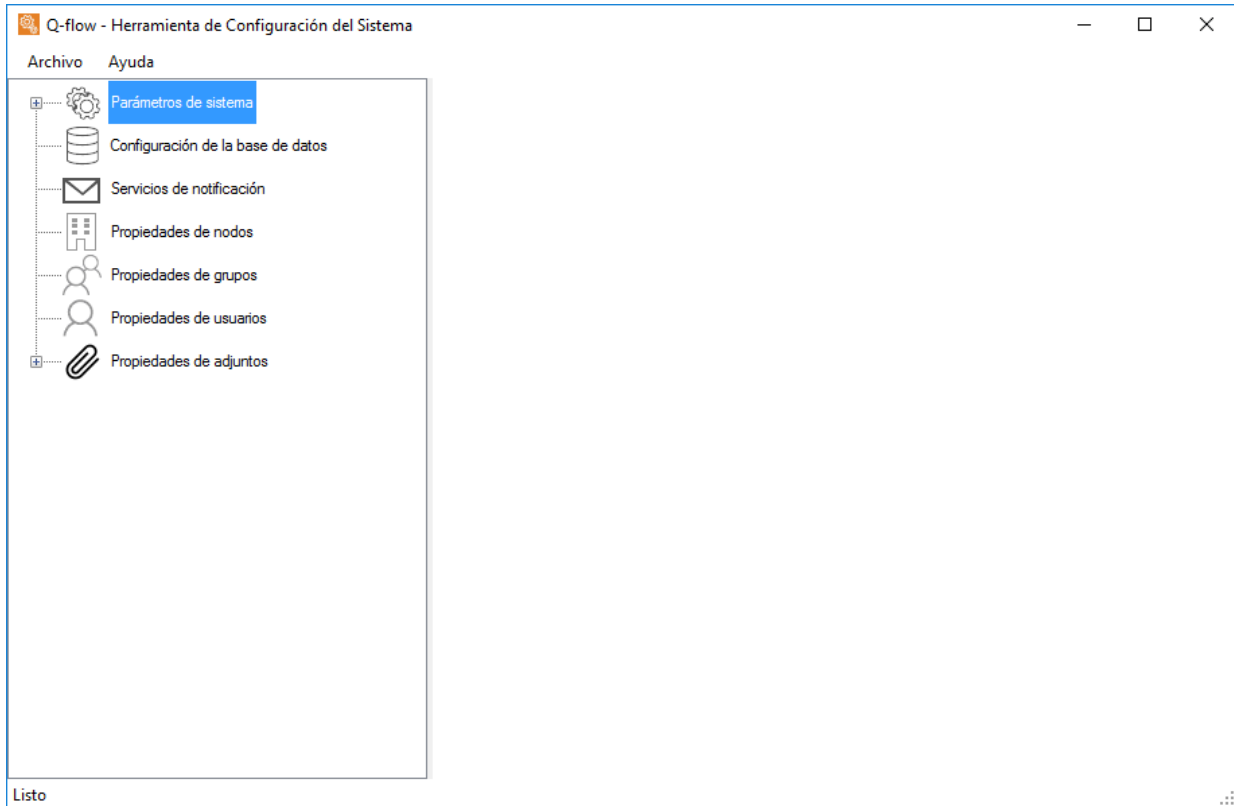 Q-flow - Herramienta de Configuración del Sistema
Archivo Ayuda
Parámetros de sistema
Configuración de la base de datos
Servicios de notificación
Propiedades de nodos
Propiedades de grupos
Propiedades de usuarios
Propiedades de adjuntos
Listo